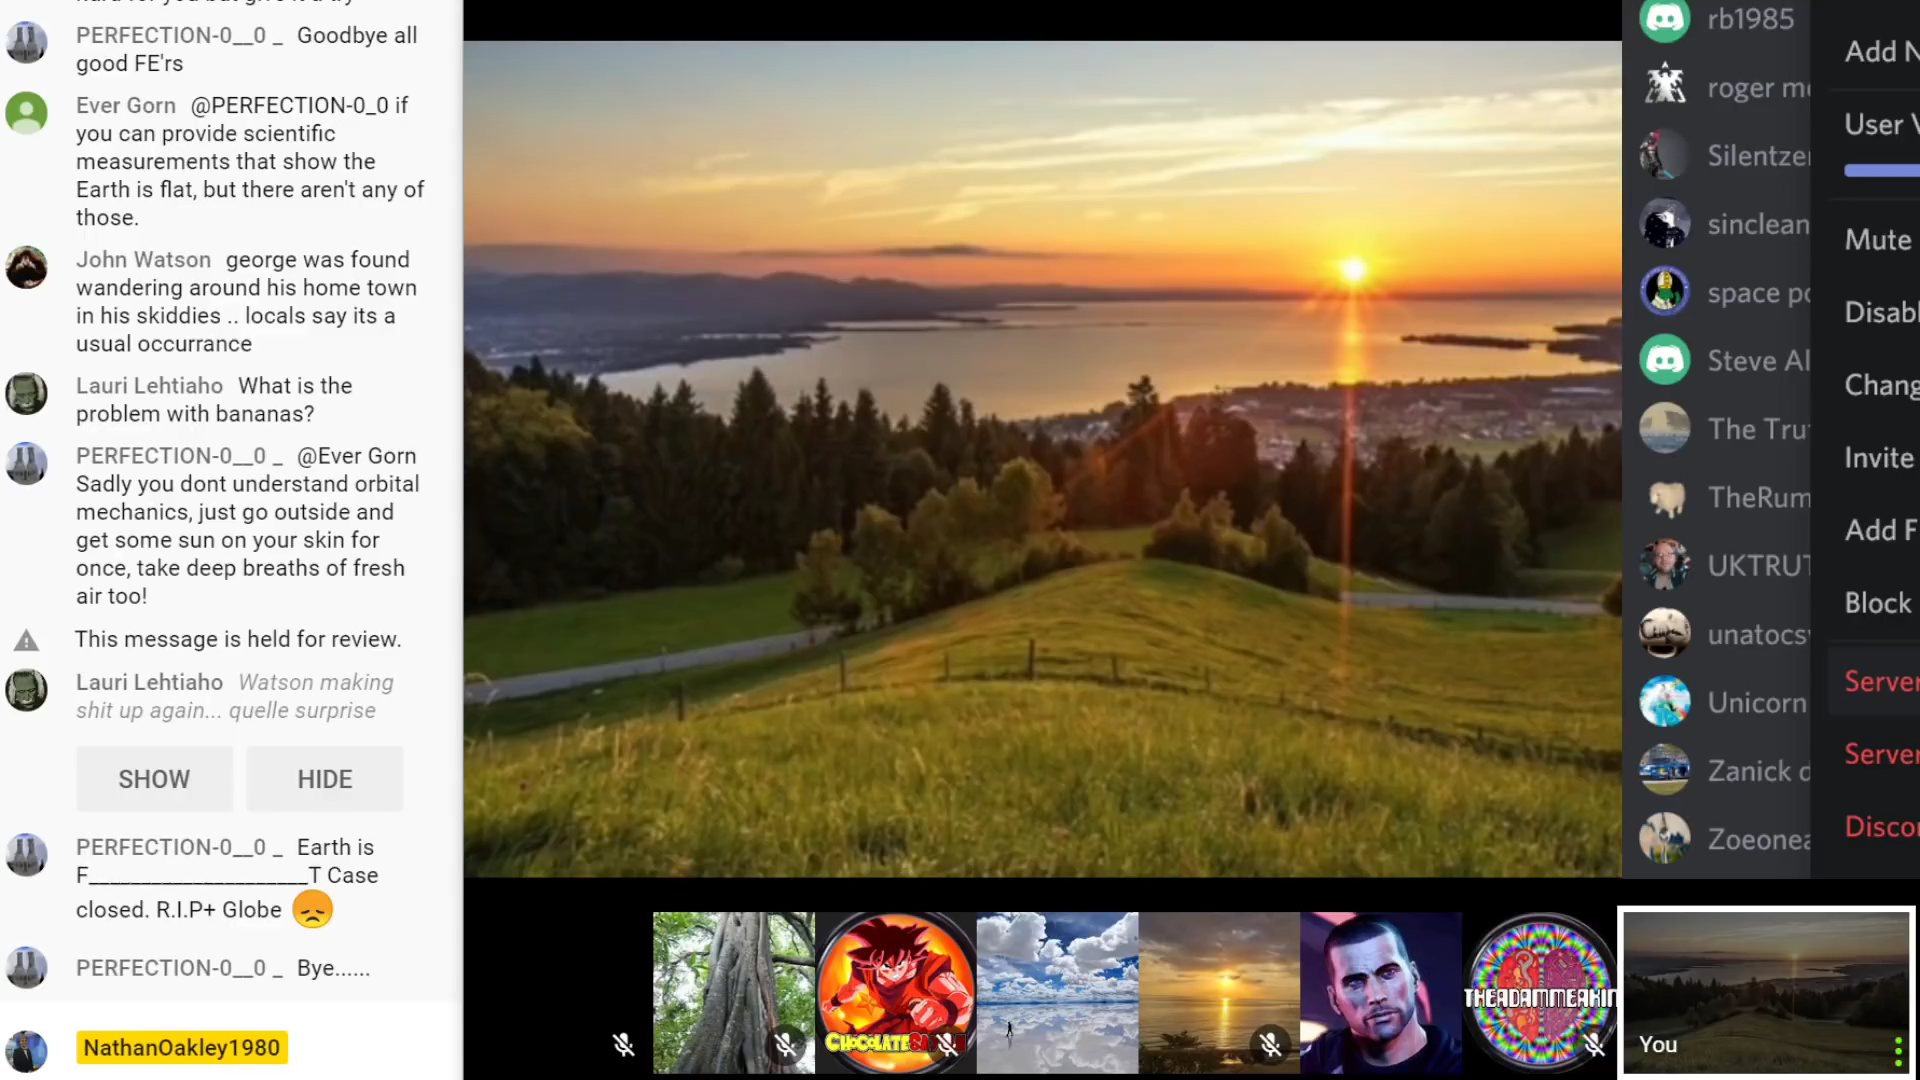 PERFECTION-0__0 _ Goodbye all
good FE'rs
Ever Gorn @PERFECTION-0_0 if
you can provide scientific
measurements that show the
Earth is flat, but there aren't any of
those.
John Watson george was found
wandering around his home town
in his skiddies .. locals say its a
usual occurrance
Lauri Lehtiaho What is the
problem with bananas?
PERFECTION-0__0 _ @Ever Gorn
Sadly you dont understand orbital
mechanics, just go outside and
get some sun on your skin for
once, take deep breaths of fresh
air too!
This message is held for review.
Lauri Lehtiaho Watson making
shit up again... quelle surprise
SHOW HIDE
PERFECTION-0__0 _ Earth is
F____________________T Case
closed. R.I.P+ Globe
PERFECTION-0__0 _ Bye......
NathanOakley1980
rb1985
roger m
Silentze
sinclean
space po
Steve Al
The Tru
TheRum
UKTRUT
unatocs
Unicorn
Zanick d
Zoeonea
Add N
User V
Mute
Disabl
Chang
Invite
Add F
Block
Server
Server
Discor
CHOCOLATE
THEADAMMEAKIN
You